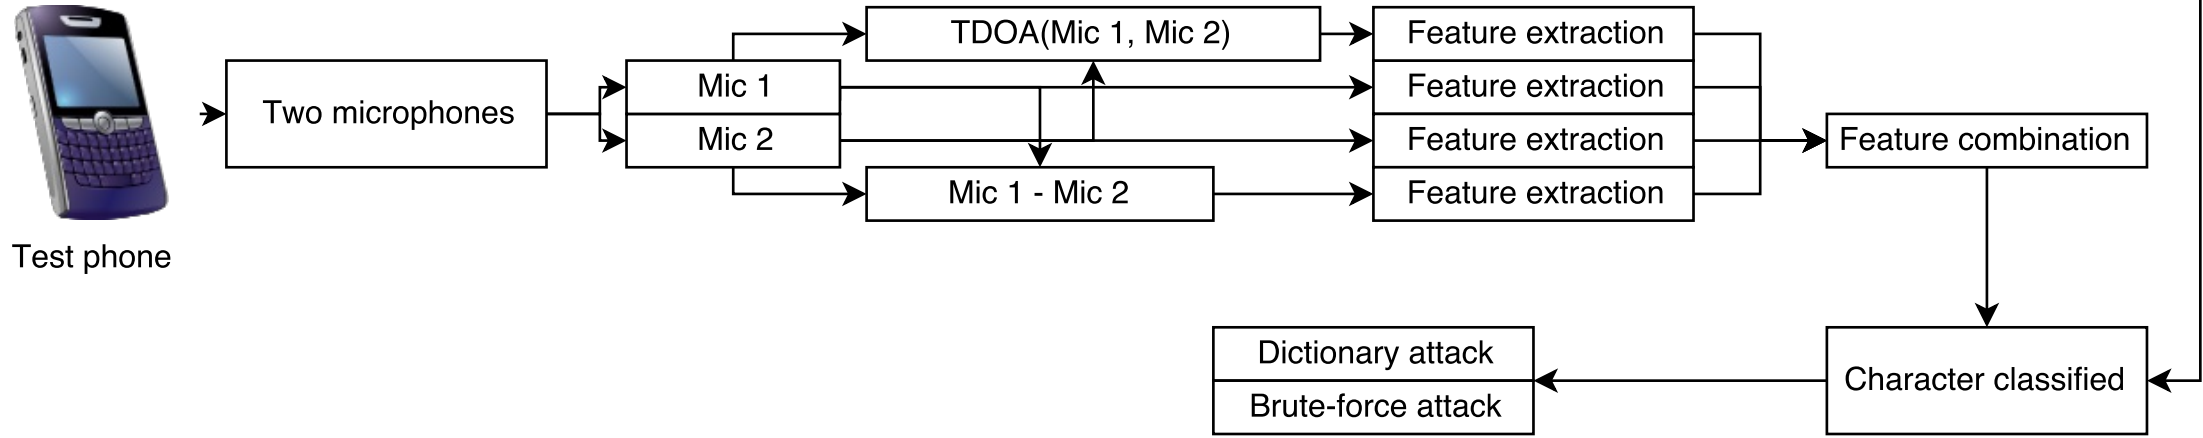 TDOA(Mic 1, Mic 2)
Feature extraction
Two microphones
Mic 1
Feature extraction
Mic 2
Feature extraction
Feature combination
Mic 1 - Mic 2
Feature extraction
Test phone
Dictionary attack
Brute-force attack
Character classified